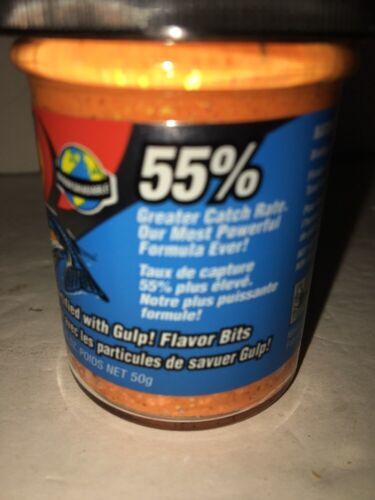 55%
Greater Catch Rate.
Our Most Powerful
Formula Ever!
Taux de capture
55% plus élevé.
Notre plus puissante
formule!
with Gulp! Flavor Bits
avec les particules de savuer Gulp!
POIDS NET 50g